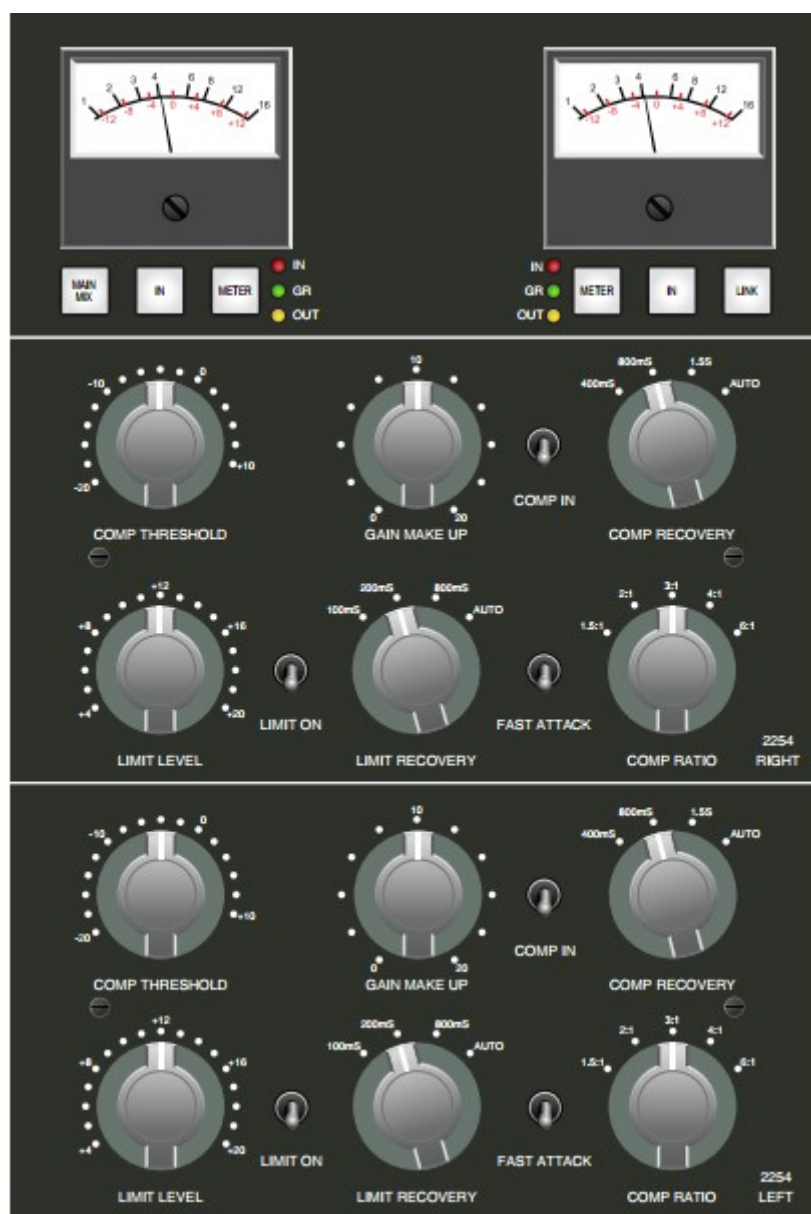 1 2 3 4 6 8 12 16
-12 -8 -4 0 +4 +8 +12
1 2 3 4 6 8 12 16
-12 -8 -4 0 +4 +8 +12
MAIN MIX
IN
METER
IN
GR
OUT
IN
GR
OUT
METER
IN
LINK
-20 -10 0 +10
COMP THRESHOLD
0 10 20
GAIN MAKE UP
COMP IN
400mS 800mS 1.5S AUTO
COMP RECOVERY
+4 +8 +12 +16 +20
LIMIT LEVEL
LIMIT ON
100mS 200mS 800mS AUTO
LIMIT RECOVERY
FAST ATTACK
1.5:1 2:1 3:1 4:1 6:1
COMP RATIO
2254
RIGHT
-20 -10 0 +10
COMP THRESHOLD
0 10 20
GAIN MAKE UP
COMP IN
400mS 800mS 1.5S AUTO
COMP RECOVERY
+4 +8 +12 +16 +20
LIMIT LEVEL
LIMIT ON
100mS 200mS 800mS AUTO
LIMIT RECOVERY
FAST ATTACK
1.5:1 2:1 3:1 4:1 6:1
COMP RATIO
2254
LEFT